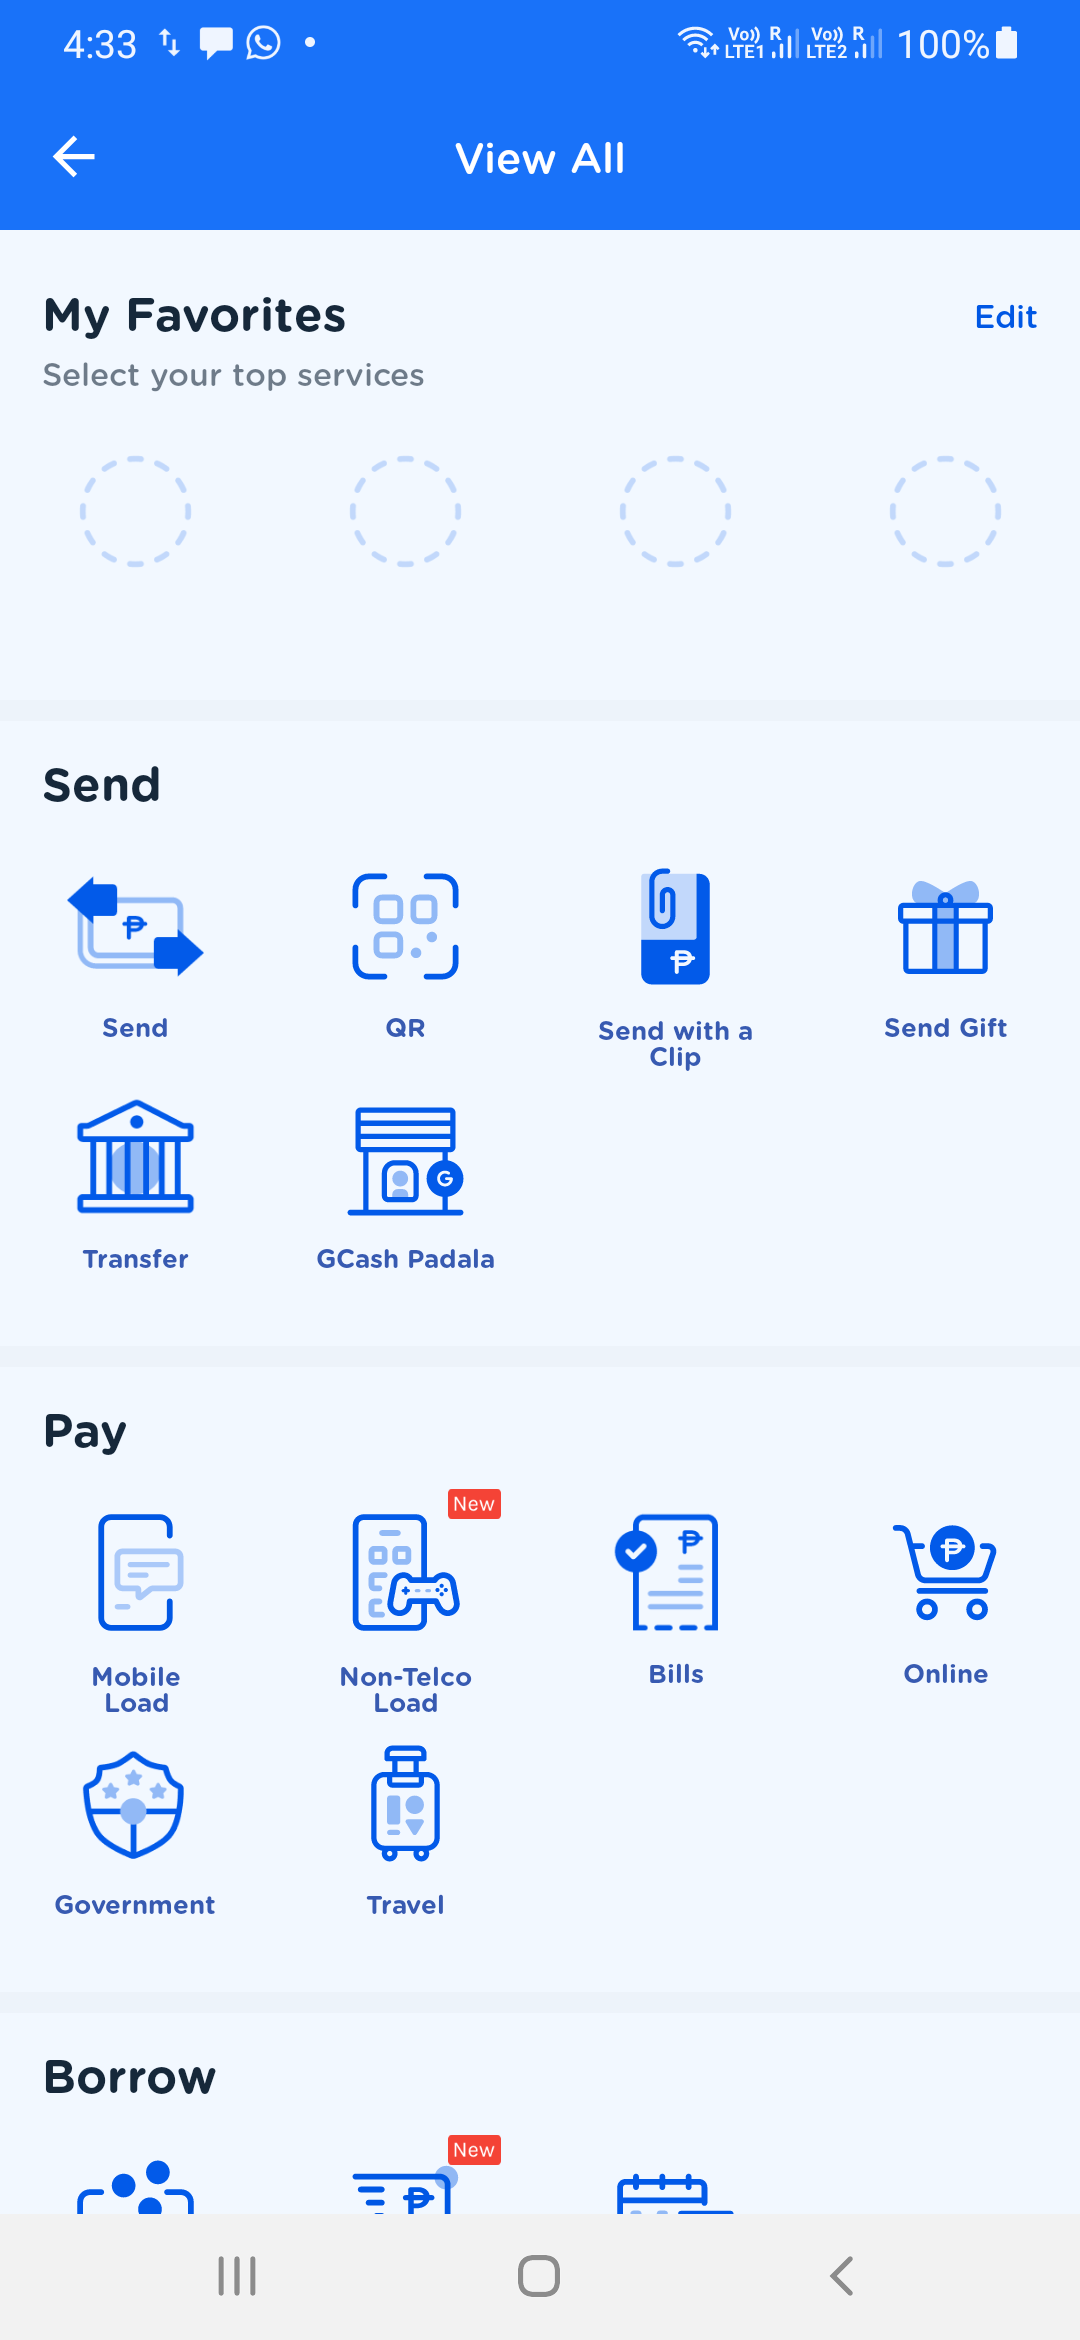 4:33
Vo)) R Vo)) R 100%
LTE1 LTE2
View All
My Favorites
Edit
Select your top services
Send
₱
₱
Send
QR
Send with a
Clip
Send Gift
G
Transfer
GCash Padala
Pay
New
₱
₱
Mobile
Load
Non-Telco
Load
Bills
Online
Government
Travel
Borrow
New
₱